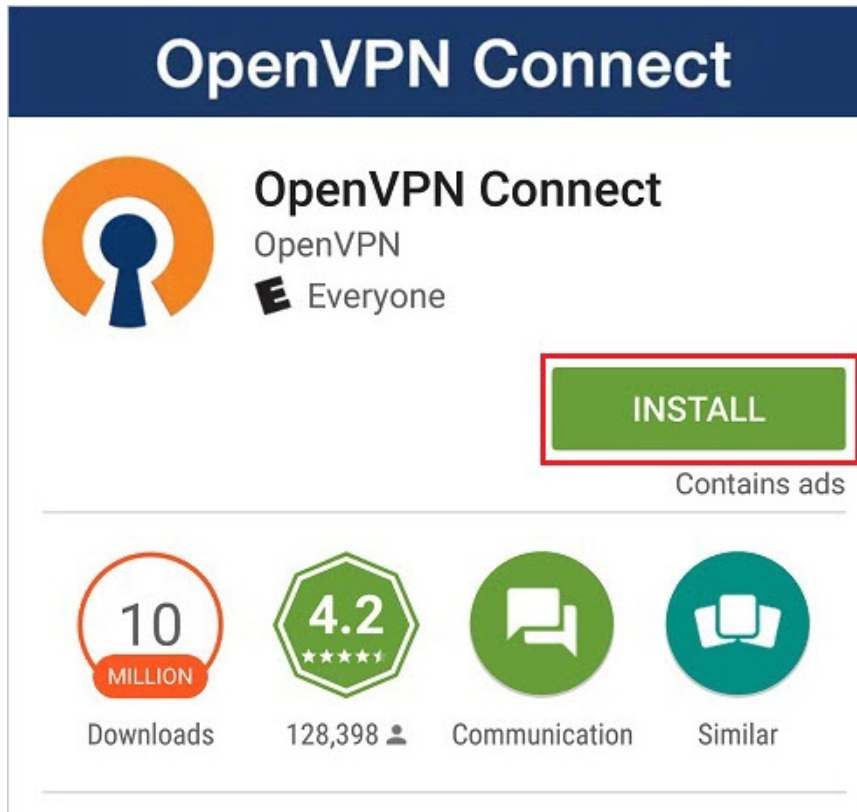 OpenVPN Connect
OpenVPN Connect
OpenVPN
E Everyone
INSTALL
Contains ads
10
MILLION
Downloads
4.2
128,398
Communication
Similar